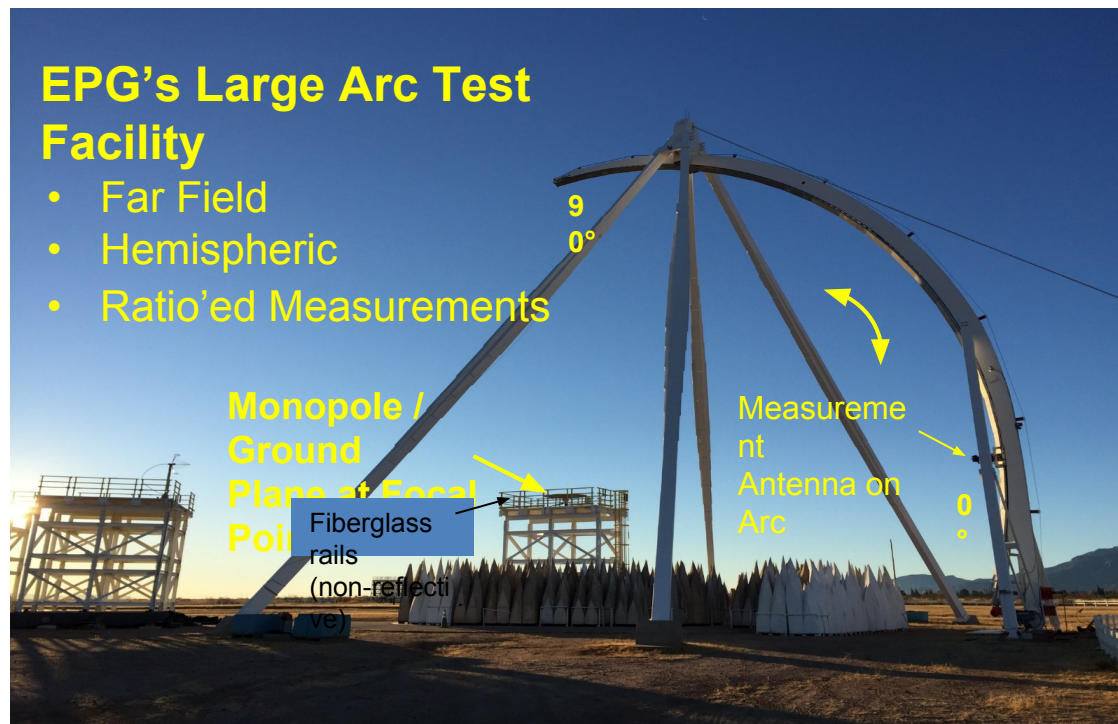 EPG’s Large Arc Test
Facility
• Far Field
• Hemispheric
• Ratio’ed Measurements
9
0°
Monopole /
Ground
Plane at Focal
Poi
Fiberglass
rails
(non-reflecti
ve)
Measureme
nt
Antenna on
Arc
0
°